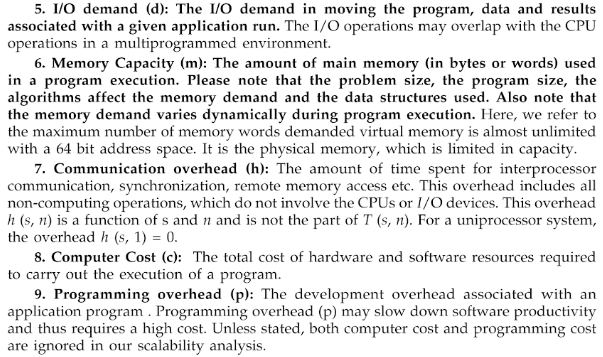 5. I/O demand (d): The I/O demand in moving the program, data and results
associated with a given application run. The I/O operations may overlap with the CPU
operations in a multiprogrammed environment.
6. Memory Capacity (m): The amount of main memory (in bytes or words) used
in a program execution. Please note that the problem size, the program size, the
algorithms affect the memory demand and the data structures used. Also note that
the memory demand varies dynamically during program execution. Here, we refer to
the maximum number of memory words demanded virtual memory is almost unlimited
with a 64 bit address space. It is the physical memory, which is limited in capacity.
7. Communication overhead (h): The amount of time spent for interprocessor
communication, synchronization, remote memory access etc. This overhead includes all
non-computing operations, which do not involve the CPUs or I/O devices. This overhead
h (s, n) is a function of s and n and is not the part of T (s, n). For a uniprocessor system,
the overhead h (s, 1) = 0.
8. Computer Cost (c): The total cost of hardware and software resources required
to carry out the execution of a program.
9. Programming overhead (p): The development overhead associated with an
application program . Programming overhead (p) may slow down software productivity
and thus requires a high cost. Unless stated, both computer cost and programming cost
are ignored in our scalability analysis.